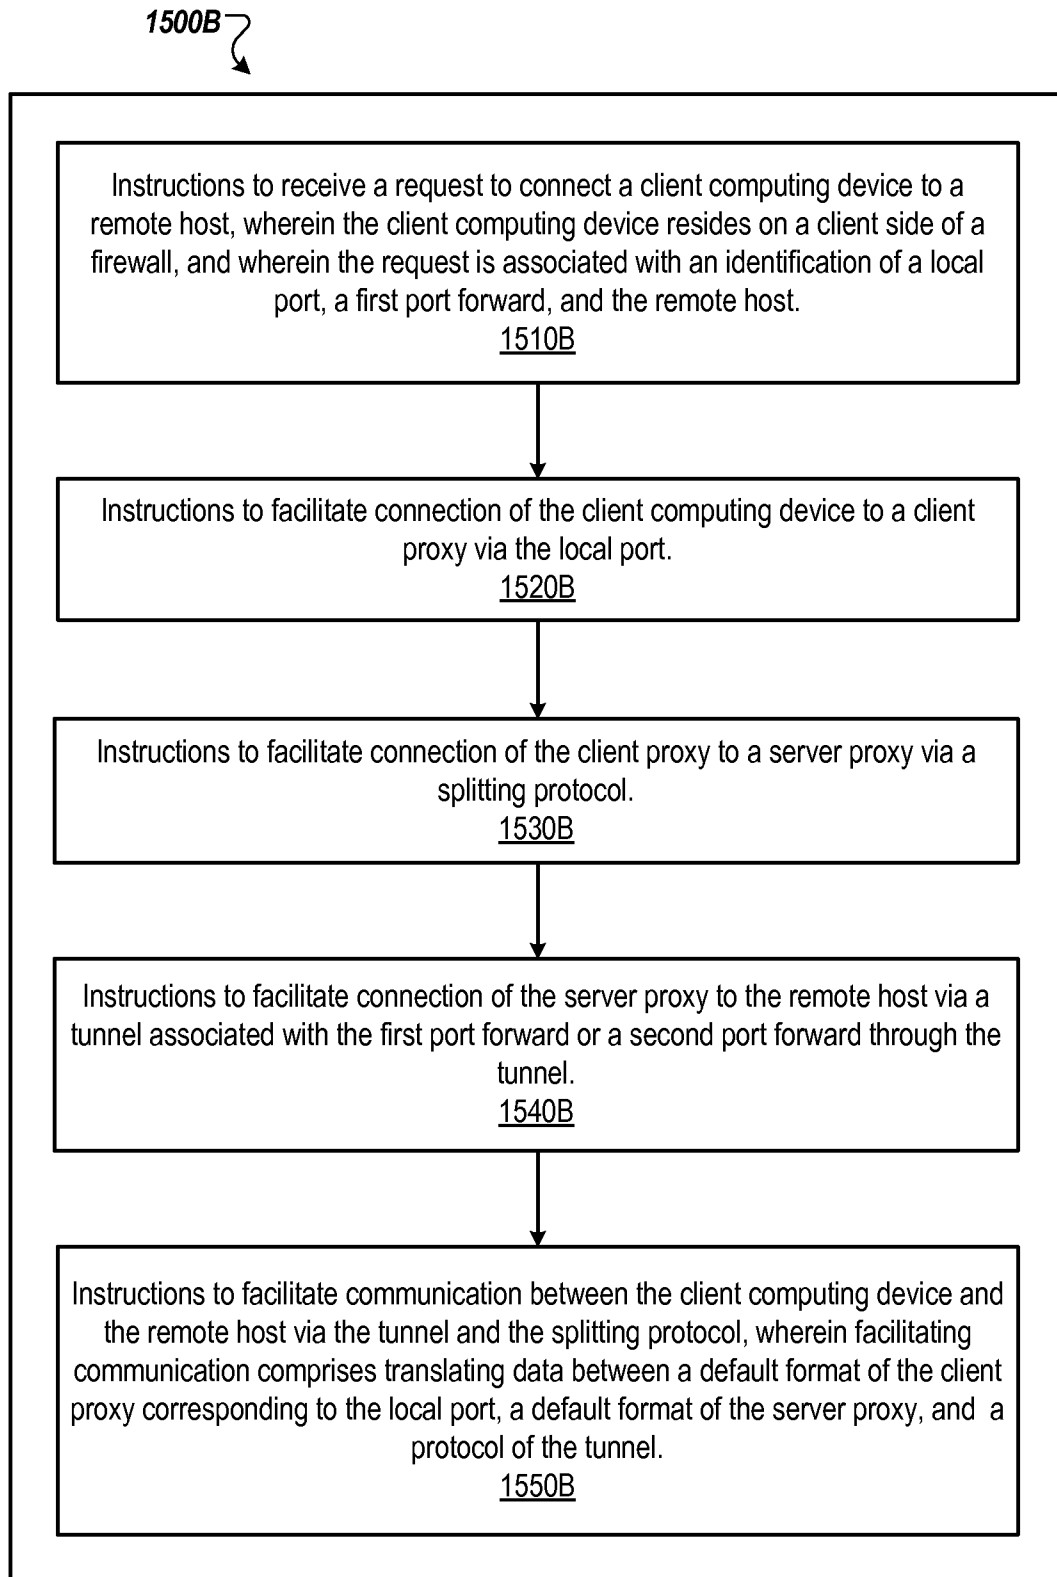 1500B
Instructions to receive a request to connect a client computing device to a
remote host, wherein the client computing device resides on a client side of a
firewall, and wherein the request is associated with an identification of a local
port, a first port forward, and the remote host.
1510B
Instructions to facilitate connection of the client computing device to a client
proxy via the local port.
1520B
Instructions to facilitate connection of the client proxy to a server proxy via a
splitting protocol.
1530B
Instructions to facilitate connection of the server proxy to the remote host via a
tunnel associated with the first port forward or a second port forward through the
tunnel.
1540B
Instructions to facilitate communication between the client computing device and
the remote host via the tunnel and the splitting protocol, wherein facilitating
communication comprises translating data between a default format of the client
proxy corresponding to the local port, a default format of the server proxy, and a
protocol of the tunnel.
1550B